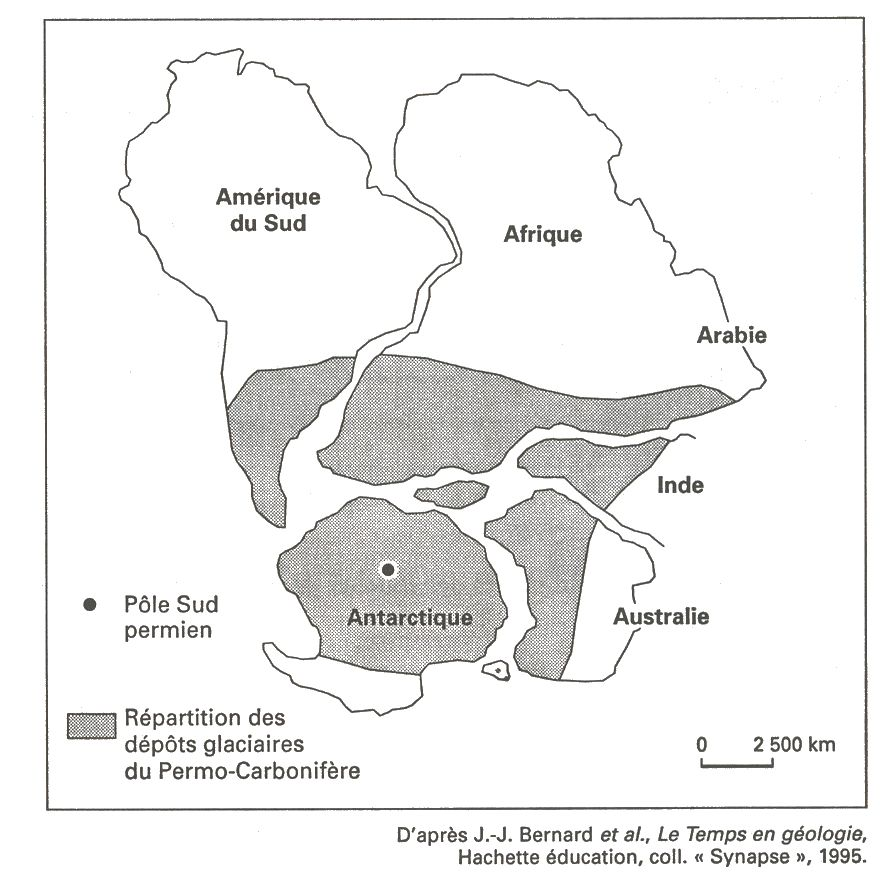 Amérique
du Sud
Afrique
Arabie
Inde
Pôle Sud
permien
Antarctique
Australie
Répartition des
dépôts glaciaires
du Permo-Carbonifère
0 2 500 km
D'après J.-J. Bernard et al., Le Temps en géologie,
Hachette éducation, coll. « Synapse », 1995.